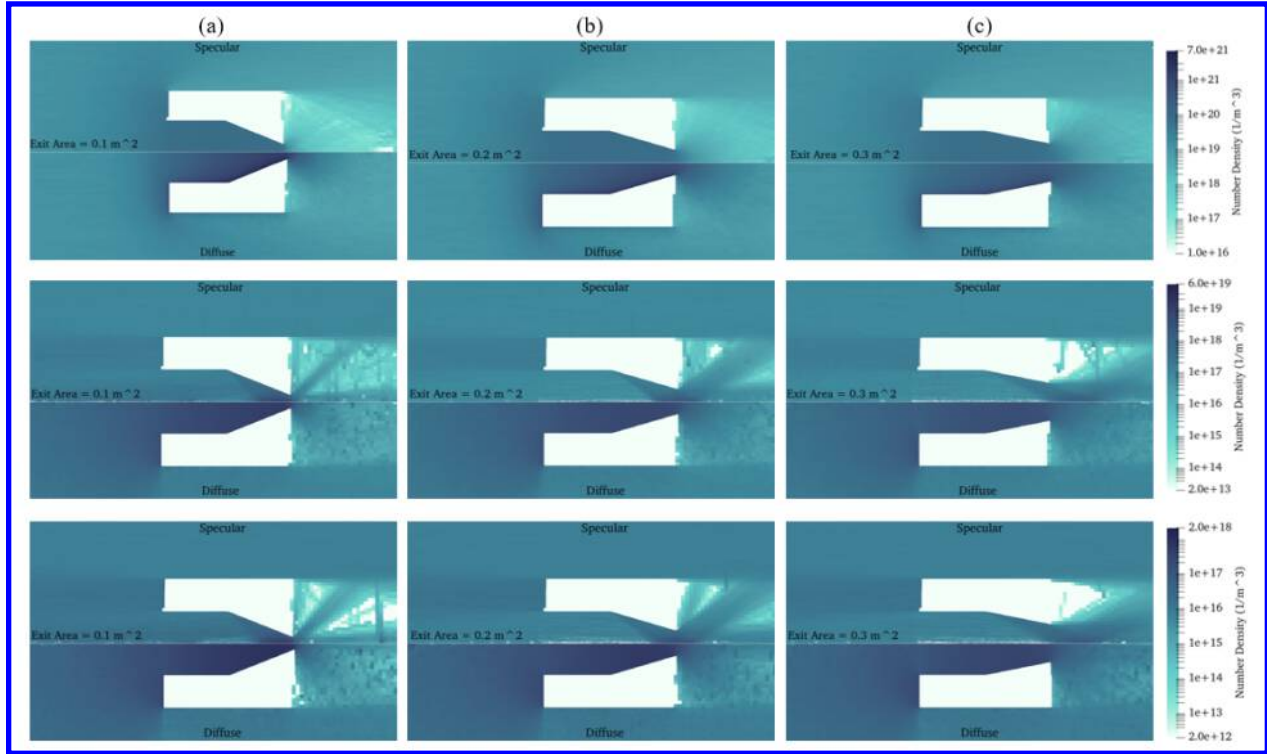 (a) (b) (c)
Specular Specular Specular
7.0e+21
1e+21
1e+20
1e+19
1e+18
1e+17
1.0e+16
Number Density (1/m^3)
Exit Area = 0.1 m^2 Exit Area = 0.2 m^2 Exit Area = 0.3 m^2
Diffuse Diffuse Diffuse
Specular Specular Specular
6.0e+19
1e+19
1e+18
1e+17
1e+16
1e+15
1e+14
2.0e+13
Number Density (1/m^3)
Exit Area = 0.1 m^2 Exit Area = 0.2 m^2 Exit Area = 0.3 m^2
Diffuse Diffuse Diffuse
Specular Specular Specular
2.0e+18
1e+17
1e+16
1e+15
1e+14
1e+13
2.0e+12
Number Density (1/m^3)
Exit Area = 0.1 m^2 Exit Area = 0.2 m^2 Exit Area = 0.3 m^2
Diffuse Diffuse Diffuse